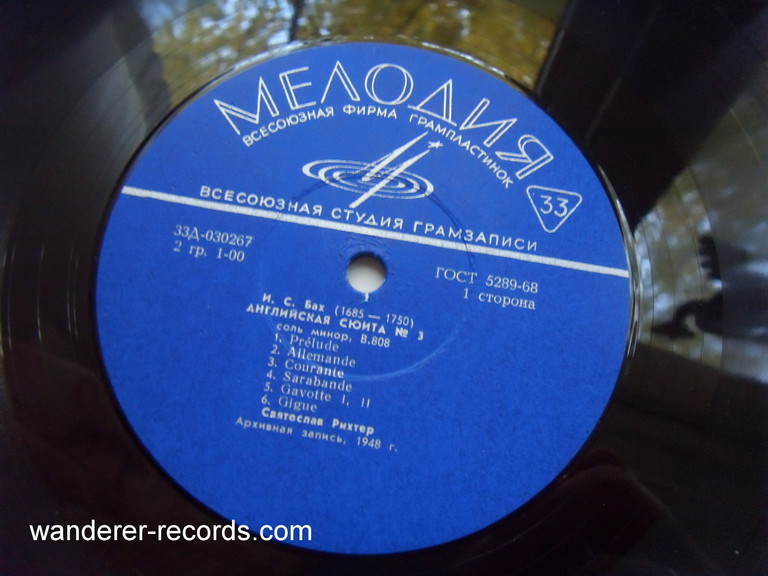 МЕЛОДИЯ
ВСЕСОЮЗНАЯ ФИРМА ГРАМПЛАСТИНОК
33
ВСЕСОЮЗНАЯ СТУДИЯ ГРАМЗАПИСИ
33Д-030267
2 гр. 1-00
ГОСТ 5289-68
1 сторона
И. С. Бах (1685 — 1750)
АНГЛИЙСКАЯ СЮИТА № 3
соль минор, B.808
1. Prélude
2. Allemande
3. Courante
4. Sarabande
5. Gavotte I, II
6. Gigue
Святослав Рихтер
Архивная запись, 1948 г.
wanderer-records.com